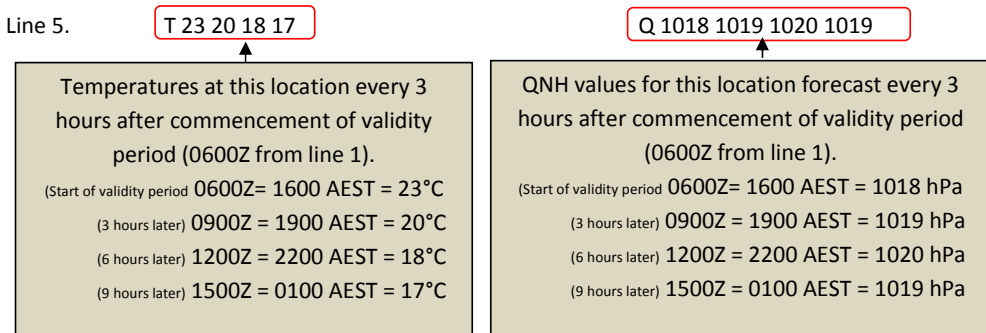 Line 5.
T 23 20 18 17
Q 1018 1019 1020 1019
Temperatures at this location every 3
hours after commencement of validity
period (0600Z from line 1).
(Start of validity period 0600Z= 1600 AEST = 23°C
(3 hours later) 0900Z = 1900 AEST = 20°C
(6 hours later) 1200Z = 2200 AEST = 18°C
(9 hours later) 1500Z = 0100 AEST = 17°C
QNH values for this location forecast every 3
hours after commencement of validity period
(0600Z from line 1).
(Start of validity period 0600Z= 1600 AEST = 1018 hPa
(3 hours later) 0900Z = 1900 AEST = 1019 hPa
(6 hours later) 1200Z = 2200 AEST = 1020 hPa
(9 hours later) 1500Z = 0100 AEST = 1019 hPa